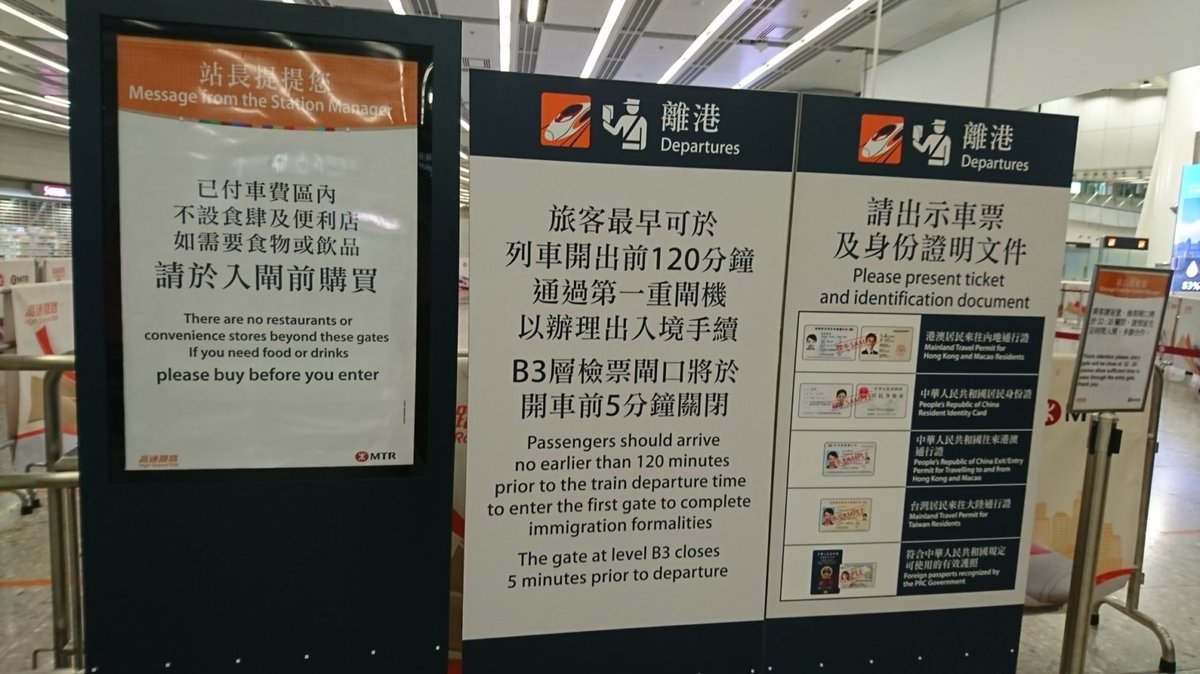 站長提提您
Message from the Station Manager
已付車費區內
不設食肆及便利店
如需要食物或飲品
請於入閘前購買
There are no restaurants or
convenience stores beyond these gates
If you need food or drinks
please buy before you enter
高速鐵路
High Speed Rail
MTR
離港
Departures
旅客最早可於
列車開出前120分鐘
通過第一重閘機
以辦理出入境手續
B3層檢票閘口將於
開車前5分鐘關閉
Passengers should arrive
no earlier than 120 minutes
prior to the train departure time
to enter the first gate to complete
immigration formalities
The gate at level B3 closes
5 minutes prior to departure
離港
Departures
請出示車票
及身份證明文件
Please present ticket
and identification document
港澳居民來往內地通行證
Mainland Travel Permit for
Hong Kong and Macao Residents
中華人民共和國居民身份證
People's Republic of China
Resident Identity Card
中華人民共和國往來港澳
通行證
People's Republic of China Exit/Entry
Permit for Travelling to and from
Hong Kong and Macao
台灣居民來往大陸通行證
Mainland Travel Permit for
Taiwan Residents
符合中華人民共和國規定
可使用的有效護照
Foreign passports recognized by
the PRC Government
MTR
83%